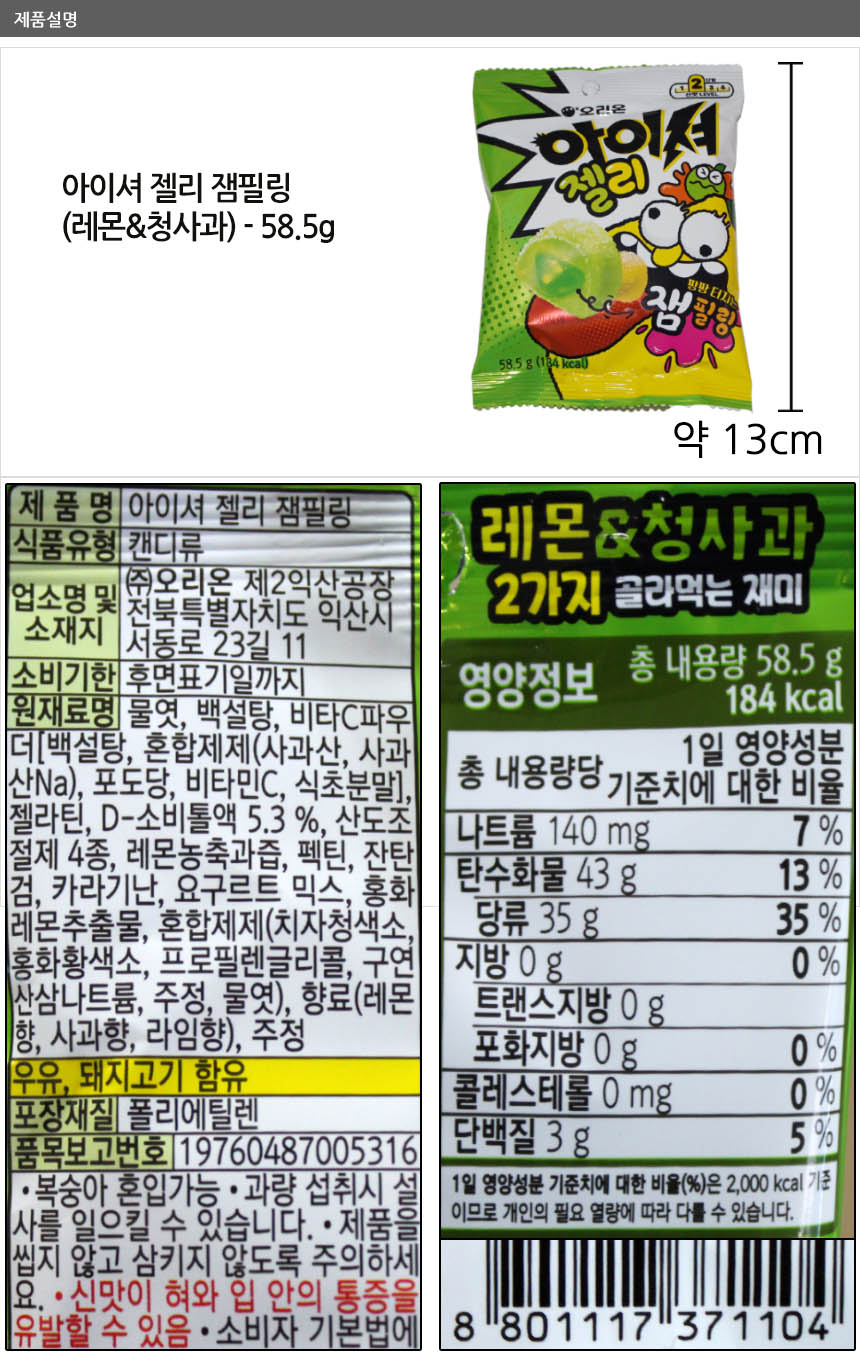 제품설명
아이셔 젤리 잼필링
(레몬&청사과) - 58.5g
오리온
아이셔
젤리
팡팡 터지는
잼필링
58.5 g (184 kcal)
약 13cm
제 품 명 아이셔 젤리 잼필링
식품유형 캔디류
업소명 및 소재지 ㈜오리온 제2익산공장
전북특별자치도 익산시
서동로 23길 11
소비기한 후면표기일까지
원재료명 물엿, 백설탕, 비타C파우
더[백설탕, 혼합제제(사과산, 사과
산Na), 포도당, 비타민C, 식초분말],
젤라틴, D-소비톨액 5.3 %, 산도조
절제 4종, 레몬농축과즙, 펙틴, 잔탄
검, 카라기난, 요구르트 믹스, 홍화
레몬추출물, 혼합제제(치자청색소,
홍화황색소, 프로필렌글리콜, 구연
산삼나트륨, 주정, 물엿), 향료(레몬
향, 사과향, 라임향), 주정
우유, 돼지고기 함유
포장재질 폴리에틸렌
품목보고번호 19760487005316
•복숭아 혼입가능 •과량 섭취시 설
사를 일으킬 수 있습니다. •제품을
씹지 않고 삼키지 않도록 주의하세
요. •신맛이 혀와 입 안의 통증을
유발할 수 있음 •소비자 기본법에
레몬&청사과
2가지 골라먹는 재미
영양정보 총 내용량 58.5 g
184 kcal
총 내용량당 1일 영양성분
기준치에 대한 비율
나트륨 140 mg 7 %
탄수화물 43 g 13 %
당류 35 g 35 %
지방 0 g 0 %
트랜스지방 0 g
포화지방 0 g 0 %
콜레스테롤 0 mg 0 %
단백질 3 g 5 %
1일 영양성분 기준치에 대한 비율(%)은 2,000 kcal 기준
이므로 개인의 필요 열량에 따라 다를 수 있습니다.
8 801117 371104